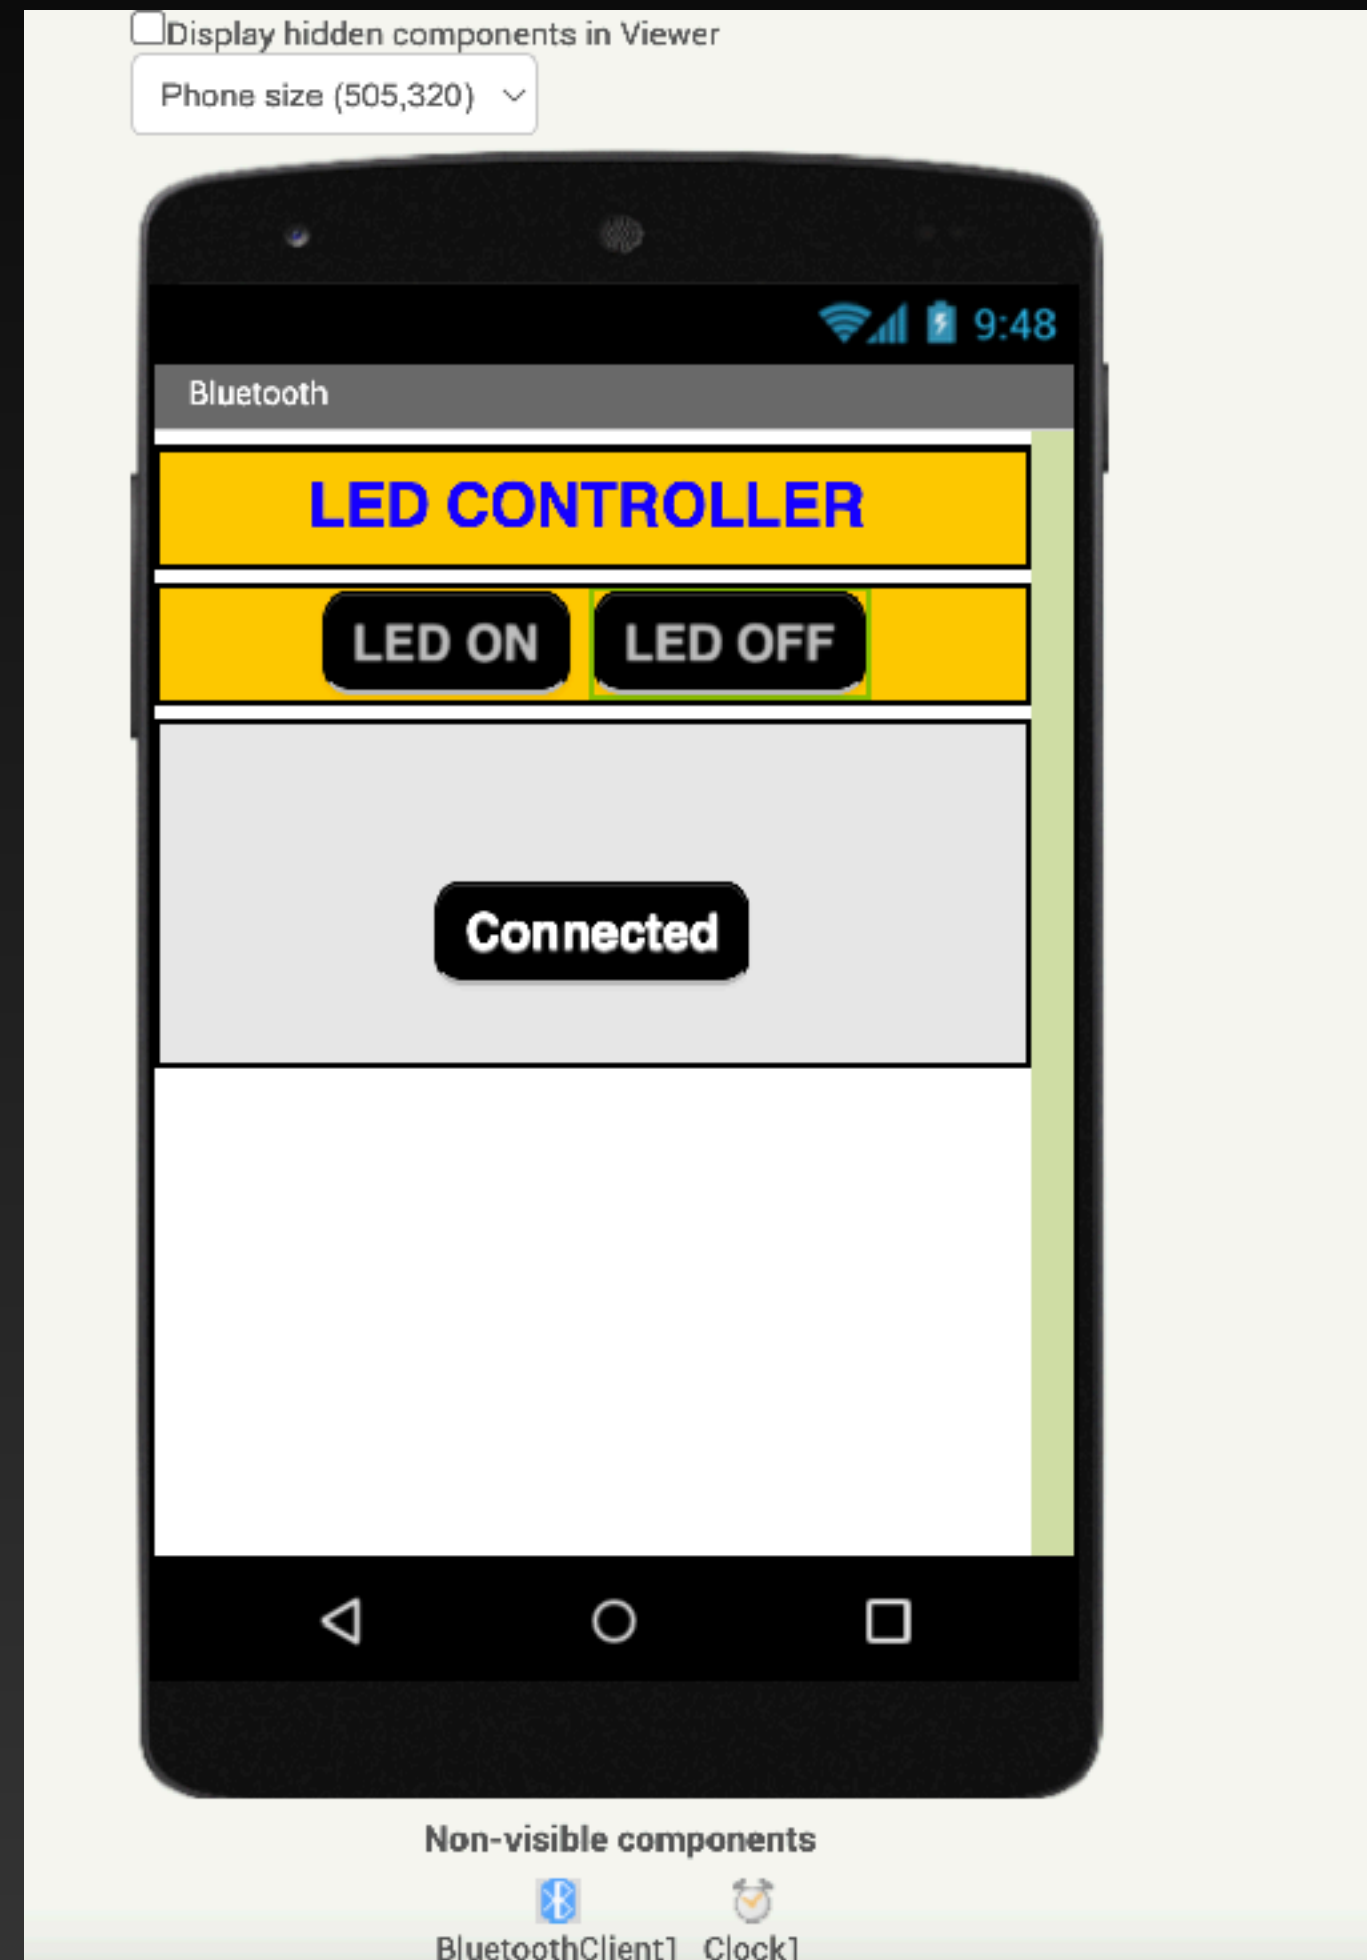 Display hidden components in Viewer
Phone size (505,320)
9:48
Bluetooth
LED CONTROLLER
LED ON LED OFF
Connected
Non-visible components
BluetoothClient1 Clock1